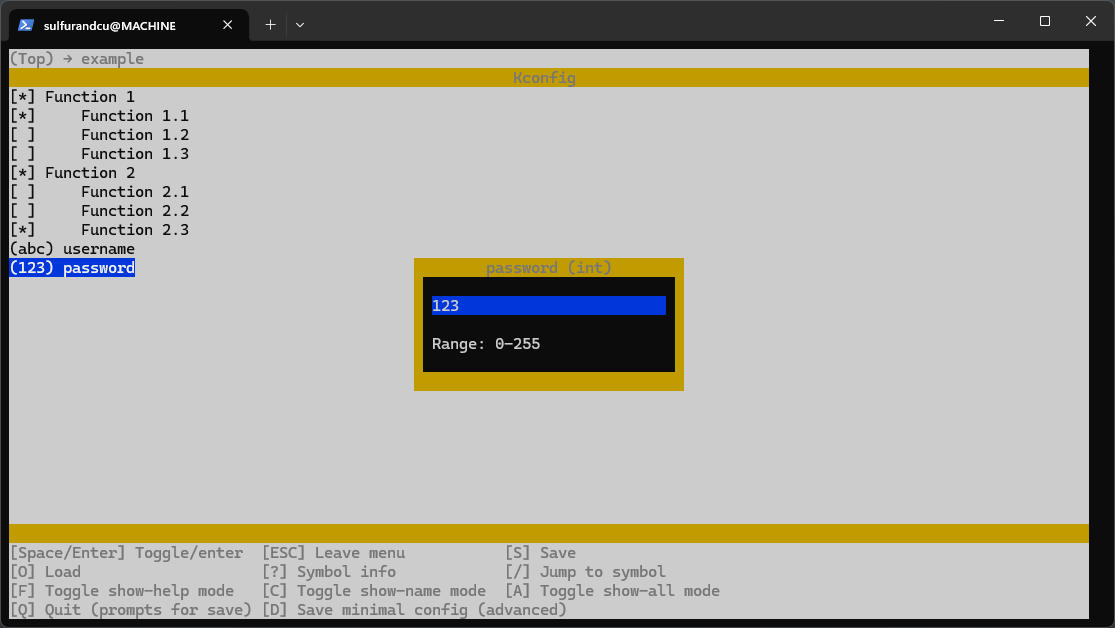 sulfurandcu@MACHINE
(Top) → example
Kconfig
[*] Function 1
[*]     Function 1.1
[ ]     Function 1.2
[ ]     Function 1.3
[*] Function 2
[ ]     Function 2.1
[ ]     Function 2.2
[*]     Function 2.3
(abc) username
(123) password
password (int)
123
Range: 0-255
[Space/Enter] Toggle/enter  [ESC] Leave menu           [S] Save
[O] Load                    [?] Symbol info            [/] Jump to symbol
[F] Toggle show-help mode   [C] Toggle show-name mode  [A] Toggle show-all mode
[Q] Quit (prompts for save) [D] Save minimal config (advanced)